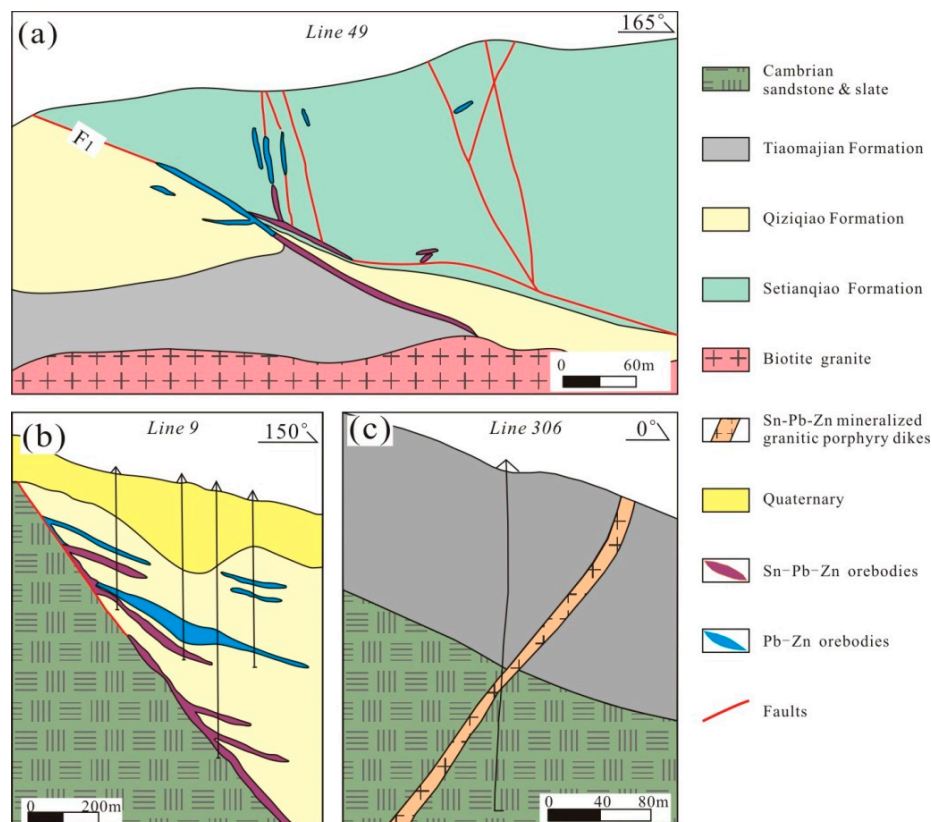 (a)
Line 49
165°
F1
0
60m
(b)
Line 9
150°
0
200m
(c)
Line 306
0°
0
40
80m
Cambrian
sandstone & slate
Tiaomajian Formation
Qiziqiao Formation
Setianqiao Formation
Biotite granite
Sn-Pb-Zn mineralized
granitic porphyry dikes
Quaternary
Sn-Pb-Zn orebodies
Pb-Zn orebodies
Faults